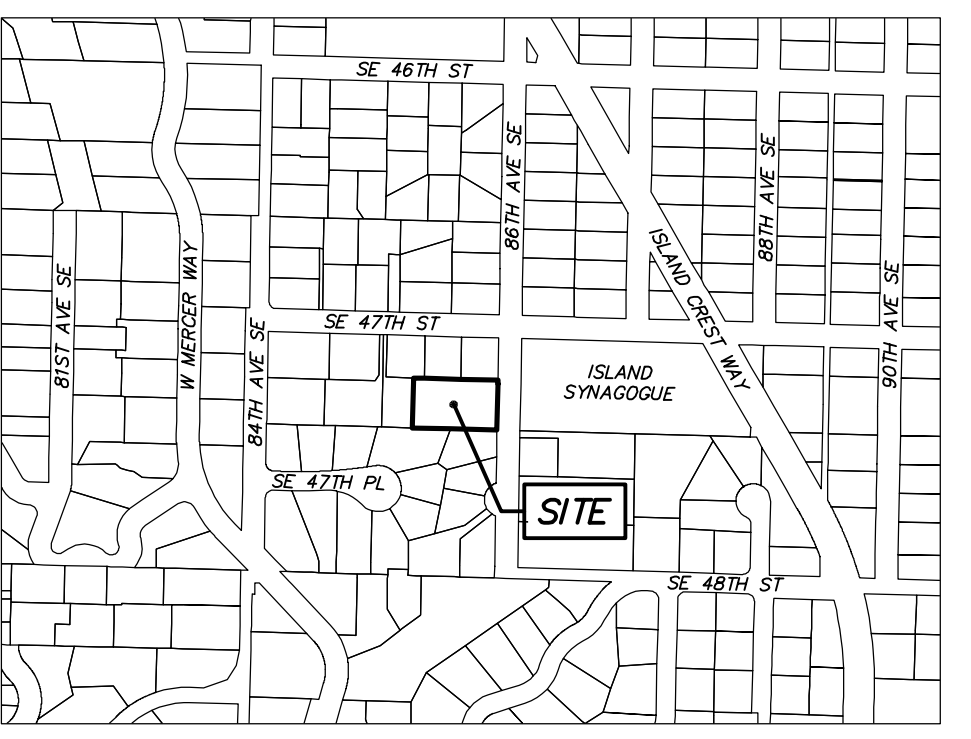 SE 46TH ST
86TH AVE SE
88TH AVE SE
ISLAND CREST WAY
W MERCER WAY
81ST AVE SE
90TH AVE SE
SE 47TH ST
84TH AVE SE
ISLAND
SYNAGOGUE
SE 47TH PL
SITE
SE 48TH ST